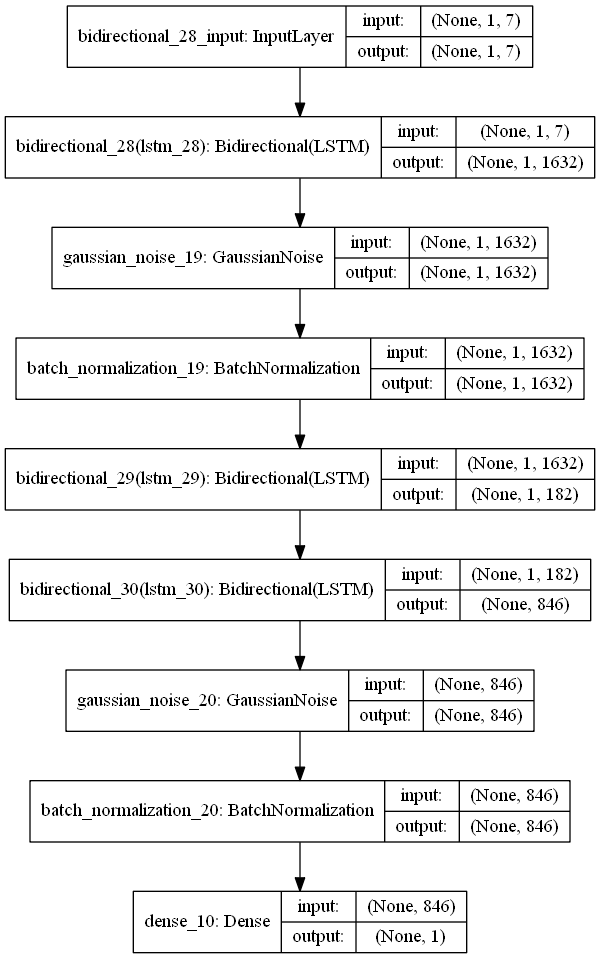 bidirectional_28_input: InputLayer
input: (None, 1, 7)
output: (None, 1, 7)
bidirectional_28(lstm_28): Bidirectional(LSTM)
input: (None, 1, 7)
output: (None, 1, 1632)
gaussian_noise_19: GaussianNoise
input: (None, 1, 1632)
output: (None, 1, 1632)
batch_normalization_19: BatchNormalization
input: (None, 1, 1632)
output: (None, 1, 1632)
bidirectional_29(lstm_29): Bidirectional(LSTM)
input: (None, 1, 1632)
output: (None, 1, 182)
bidirectional_30(lstm_30): Bidirectional(LSTM)
input: (None, 1, 182)
output: (None, 846)
gaussian_noise_20: GaussianNoise
input: (None, 846)
output: (None, 846)
batch_normalization_20: BatchNormalization
input: (None, 846)
output: (None, 846)
dense_10: Dense
input: (None, 846)
output: (None, 1)